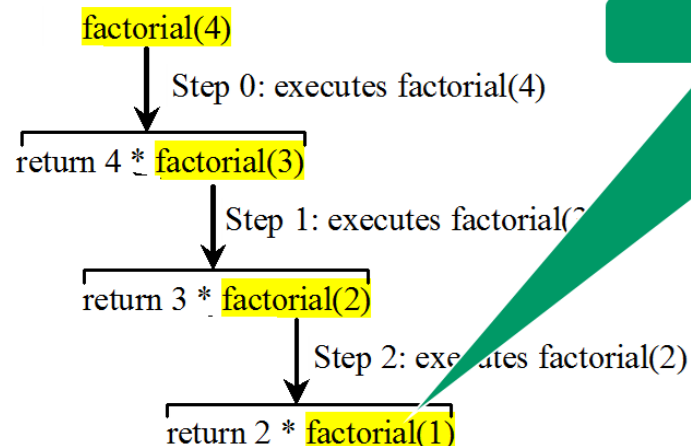 factorial(4)
Step 0: executes factorial(4)
return 4 * factorial(3)
Step 1: executes
return 3 * factorial(2)
Step 2: executes factorial(2)
return 2 * factorial(1)